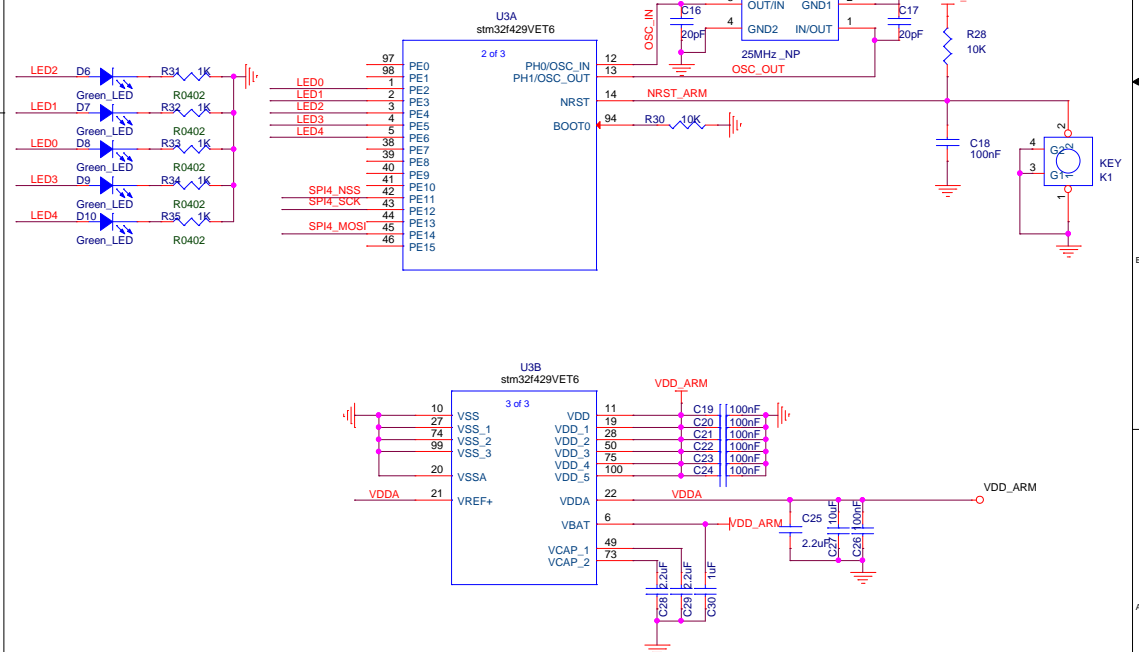 C16
20pF
OSC_IN
OUT/IN
GND1
4
GND2
IN/OUT
1
C17
20pF
25MHz_NP
OSC_OUT
R28
10K
U3A
stm32f429VET6
2 of 3
97
PE0
98
PE1
LED0
1
PE2
LED1
2
PE3
LED2
3
PE4
LED3
4
PE5
LED4
5
PE6
38
PE7
39
PE8
40
PE9
41
PE10
SPI4_NSS
42
PE11
SPI4_SCK
43
PE12
44
PE13
SPI4_MOSI
45
PE14
46
PE15
PH0/OSC_IN
12
PH1/OSC_OUT
13
NRST
14
NRST_ARM
BOOT0
94
R30
10K
LED2
D6
R31
1K
Green_LED
R0402
LED1
D7
R32
1K
Green_LED
R0402
LED0
D8
R33
1K
Green_LED
R0402
LED3
D9
R34
1K
Green_LED
R0402
LED4
D10
R35
1K
Green_LED
R0402
C18
100nF
2
4
G2
2
3
G1
1
KEY
K1
B
U3B
stm32f429VET6
3 of 3
10
VSS
27
VSS_1
74
VSS_2
99
VSS_3
20
VSSA
VDDA
21
VREF+
VDD_ARM
VDD
11
C19
100nF
VDD_1
19
C20
100nF
VDD_2
28
C21
100nF
VDD_3
50
C22
100nF
VDD_4
75
C23
100nF
VDD_5
100
C24
100nF
VDDA
22
VDDA
VDD_ARM
VBAT
6
VDD_ARM
VCAP_1
49
VCAP_2
73
C25
2.2uF
C27
10uF
C26
100nF
C28
2.2uF
C29
2.2uF
C30
1uF
A